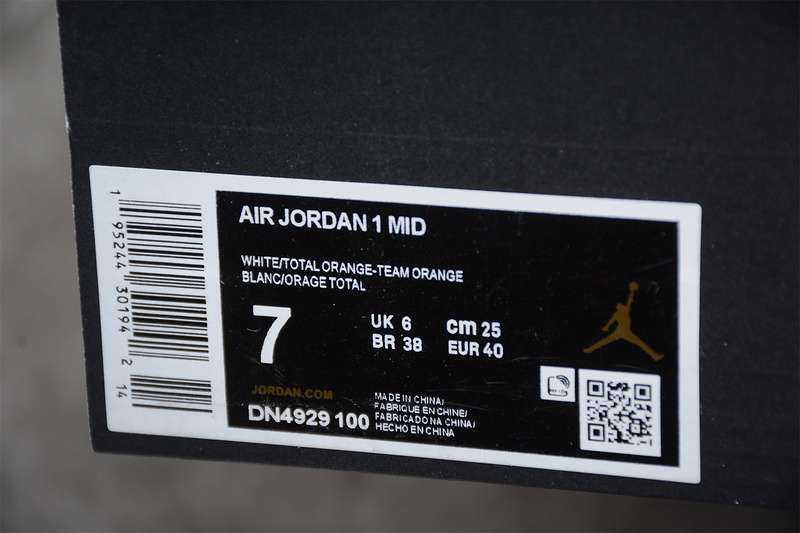 AIR JORDAN 1 MID
WHITE/TOTAL ORANGE-TEAM ORANGE
BLANC/ORAGE TOTAL
7
UK 6 cm 25
BR 38 EUR 40
JORDAN.COM
DN4929 100
MADE IN CHINA/
FABRIQUE EN CHINE/
FABRICADO NA CHINA/
HECHO EN CHINA
1 95244 30194 2 14